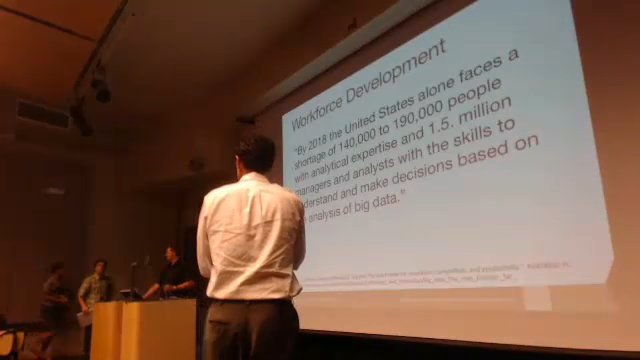 Workforce Development
"By 2018 the United States alone faces a
shortage of 140,000 to 190,000 people
with analytical expertise and 1.5. million
managers and analysts with the skills to
understand and make decisions based on
analysis of big data."